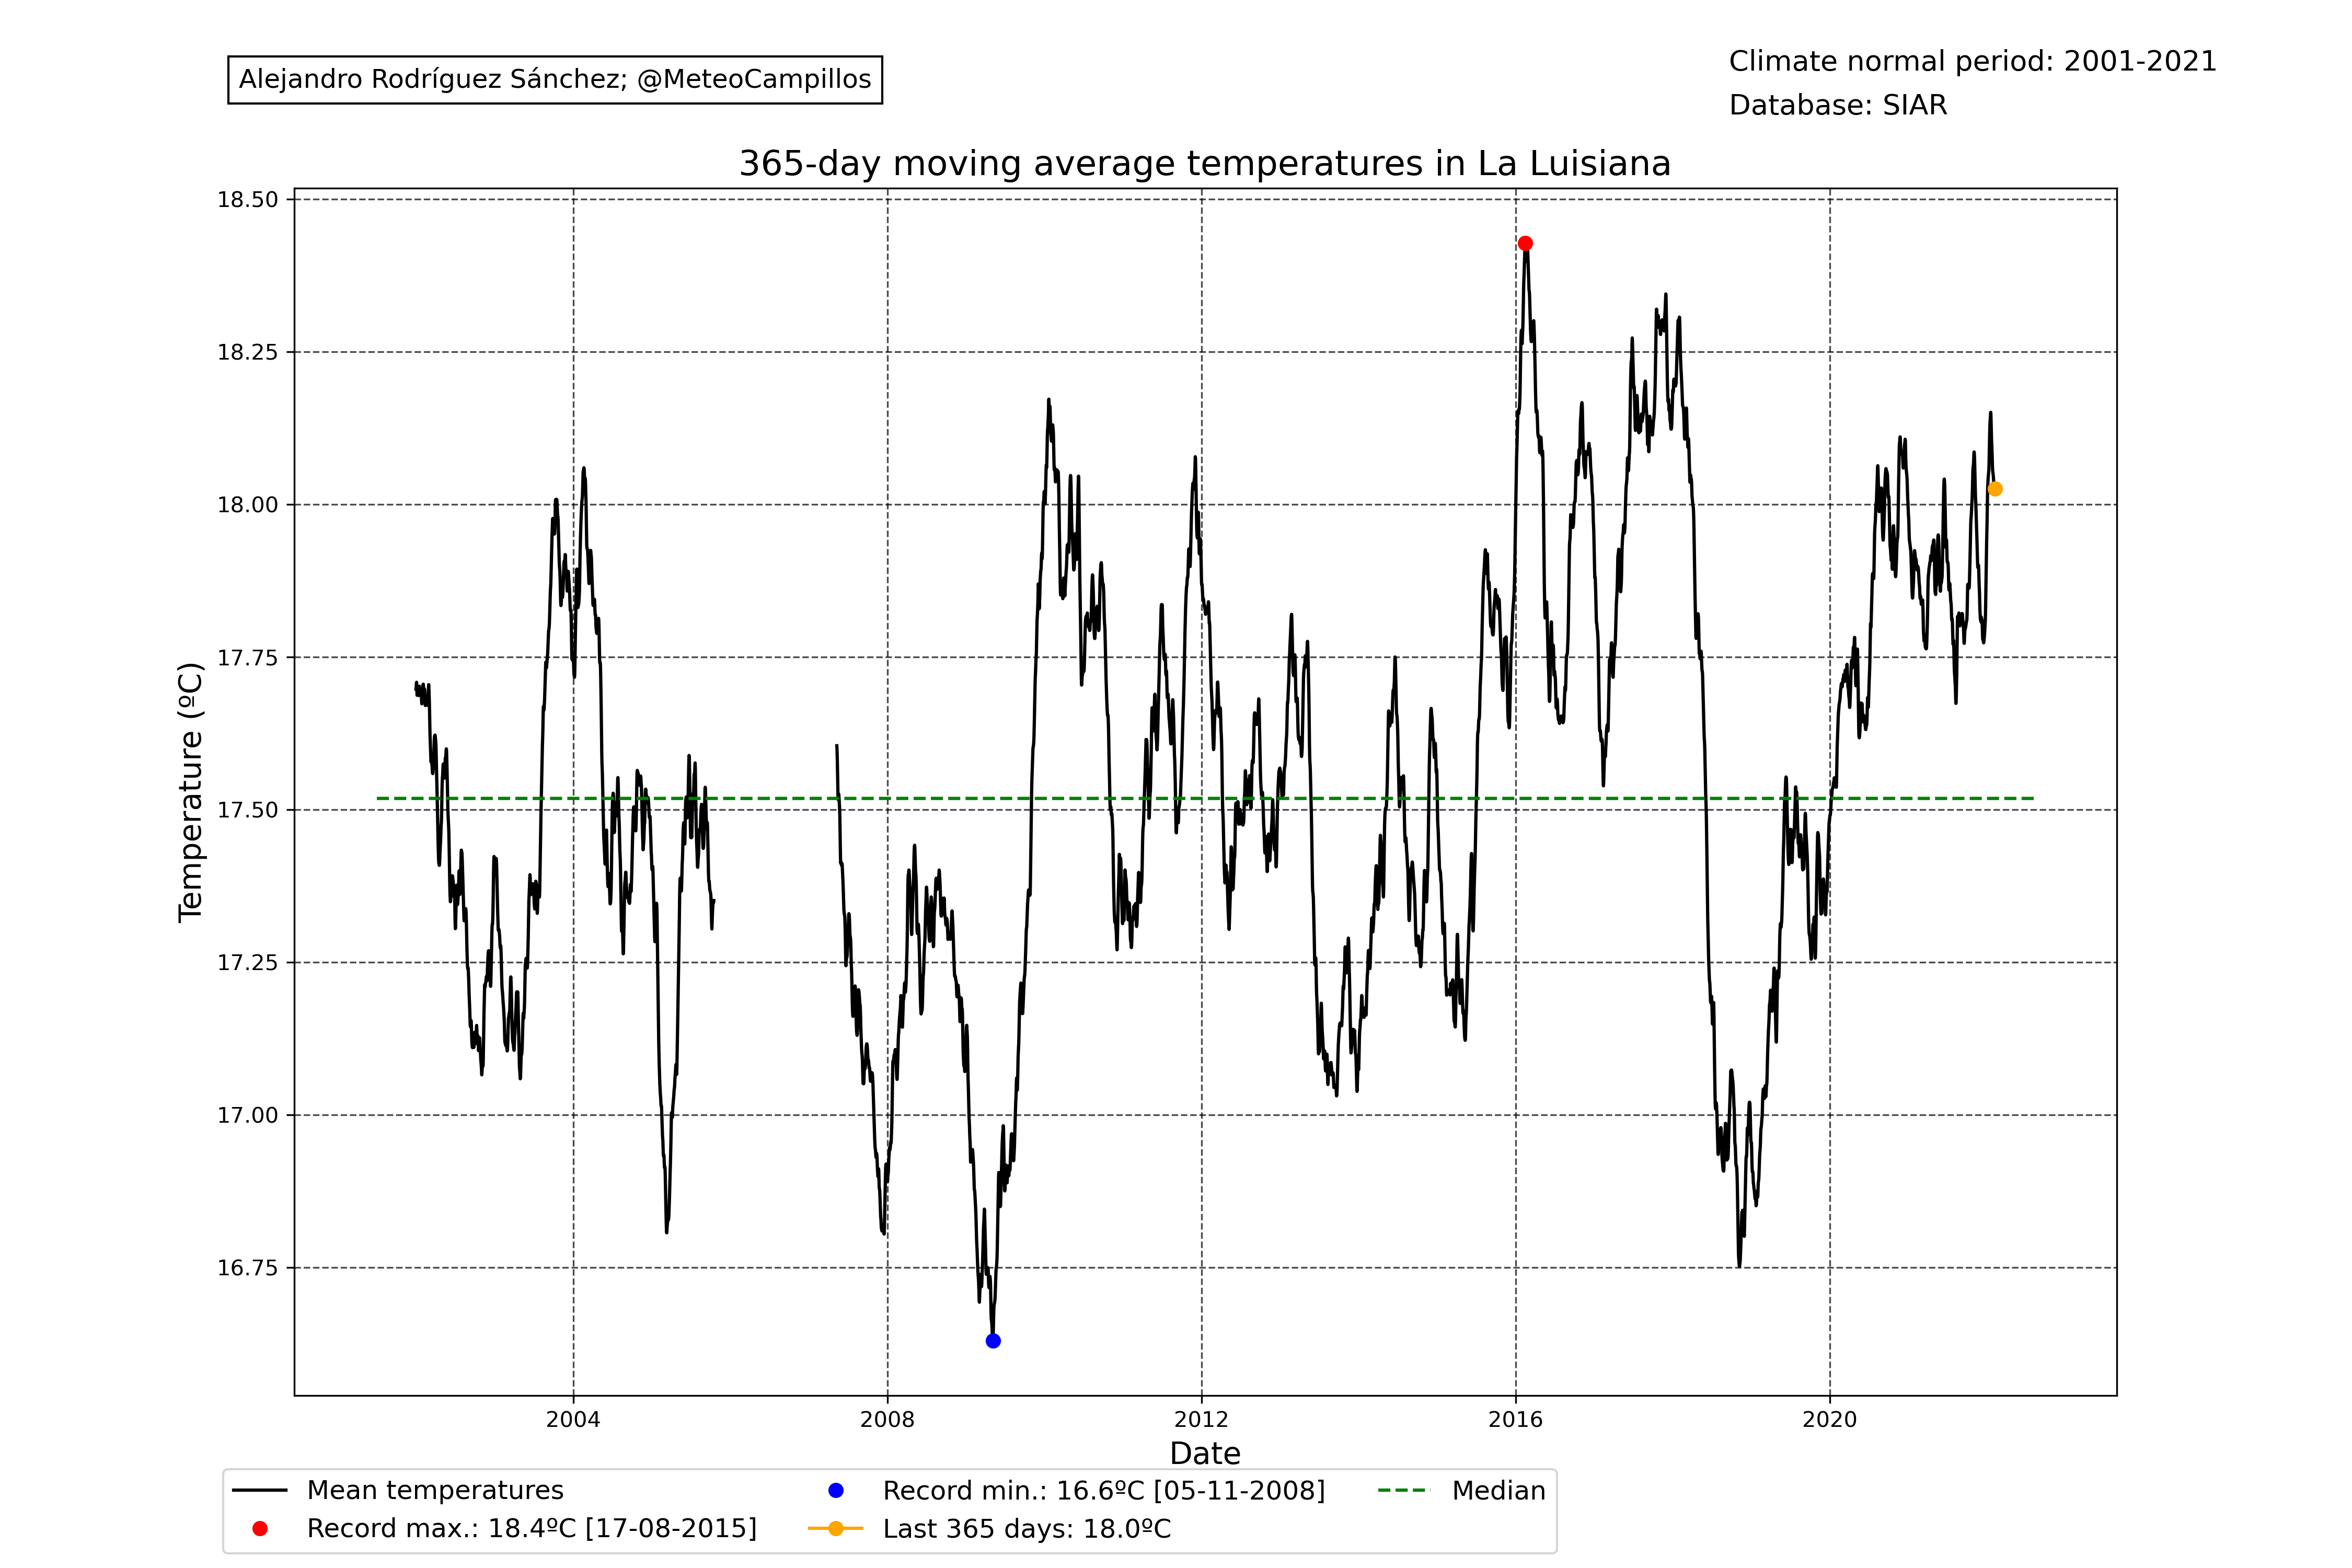 Alejandro Rodríguez Sánchez; @MeteoCampillos
Climate normal period: 2001-2021
Database: SIAR
365-day moving average temperatures in La Luisiana
18.50
18.25
18.00
17.75
17.50
17.25
17.00
16.75
Temperature (ºC)
2004
2008
2012
2016
2020
Date
Mean temperatures
Record max.: 18.4ºC [17-08-2015]
Record min.: 16.6ºC [05-11-2008]
Last 365 days: 18.0ºC
Median